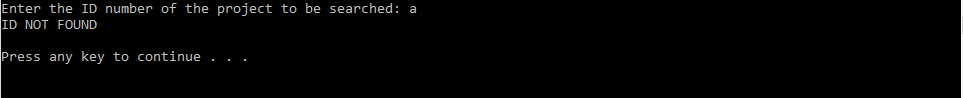 Enter the ID number of the project to be searched: a
ID NOT FOUND
Press any key to continue . . .